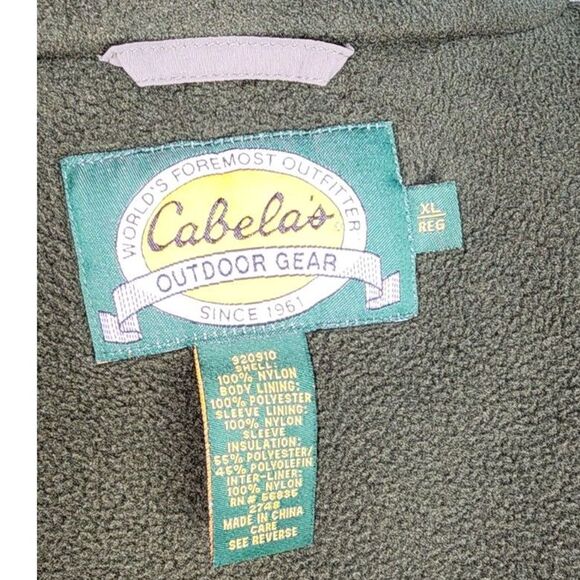 WORLD'S FOREMOST OUTFITTER
Cabela's
OUTDOOR GEAR
SINCE 1961
XL
REG
920910
SHELL:
100% NYLON
BODY LINING:
100% POLYESTER
SLEEVE LINING:
100% NYLON
SLEEVE
INSULATION:
55% POLYESTER/
45% POLYOLEFIN
INTER-LINER:
100% NYLON
RN# 56835
2748
MADE IN CHINA
CARE
SEE REVERSE